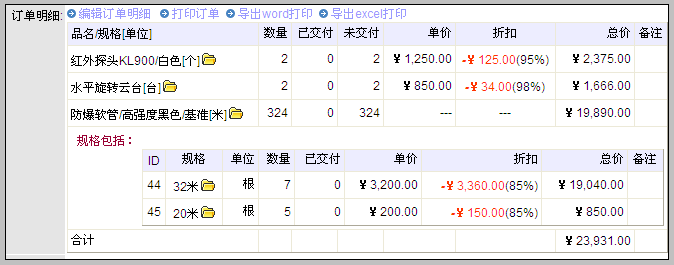 订单明细: 编辑订单明细 打印订单 导出word打印 导出excel打印
品名/规格[单位] 数量 已交付 未交付 单价 折扣 总价 备注
红外探头KL900/白色[个] 2 0 2 ¥ 1,250.00 -¥ 125.00(95%) ¥ 2,375.00
水平旋转云台[台] 2 0 2 ¥ 850.00 -¥ 34.00(98%) ¥ 1,666.00
防爆软管/高强度黑色/基准[米] 324 0 324 --- --- ¥ 19,890.00
规格包括：
ID 规格 单位 数量 已交付 单价 折扣 总价 备注
44 32米 根 7 0 ¥ 3,200.00 -¥ 3,360.00(85%) ¥ 19,040.00
45 20米 根 5 0 ¥ 200.00 -¥ 150.00(85%) ¥ 850.00
合计 ¥ 23,931.00